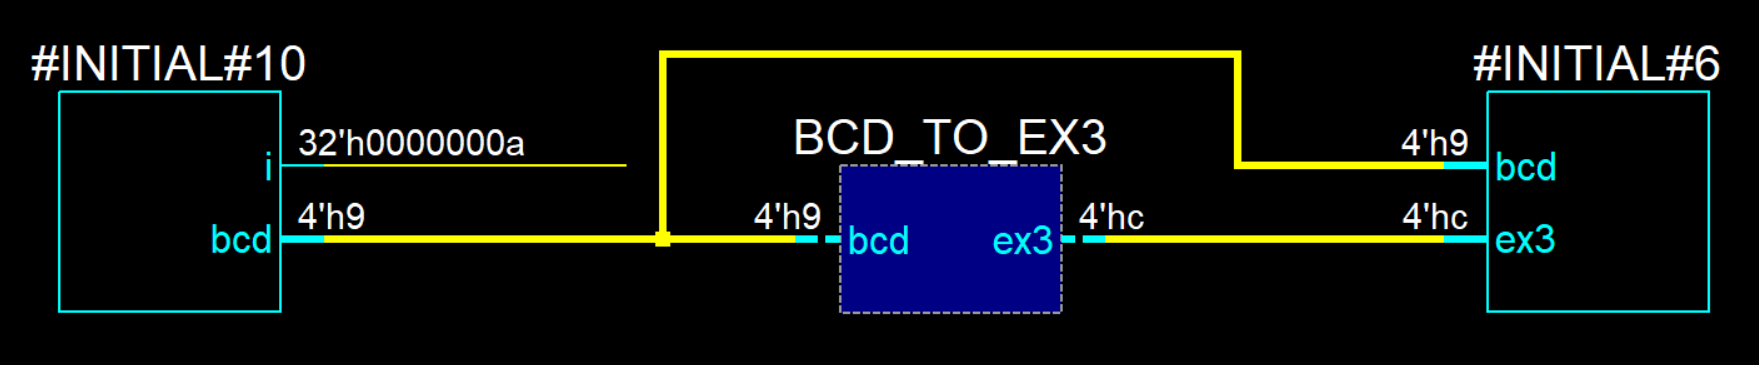 #INITIAL#10
#INITIAL#6
BCD_TO_EX3
32'h0000000a
4'h9
i
bcd
4'h9
4'h9
4'hc
4'hc
bcd
bcd
ex3
ex3